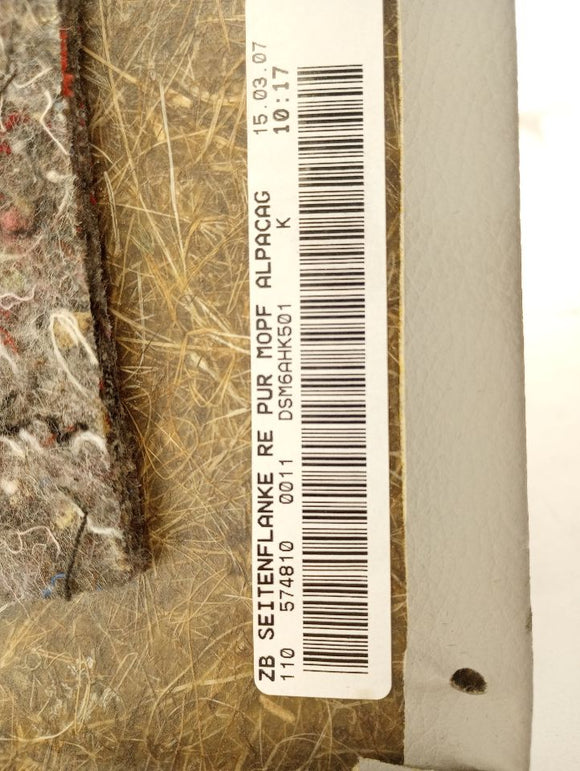 ZB SEITENFLANKE RE PUR MOPF ALPACAG 15.03.07
110 574810 0011 DSM6AHK501 K 10:17